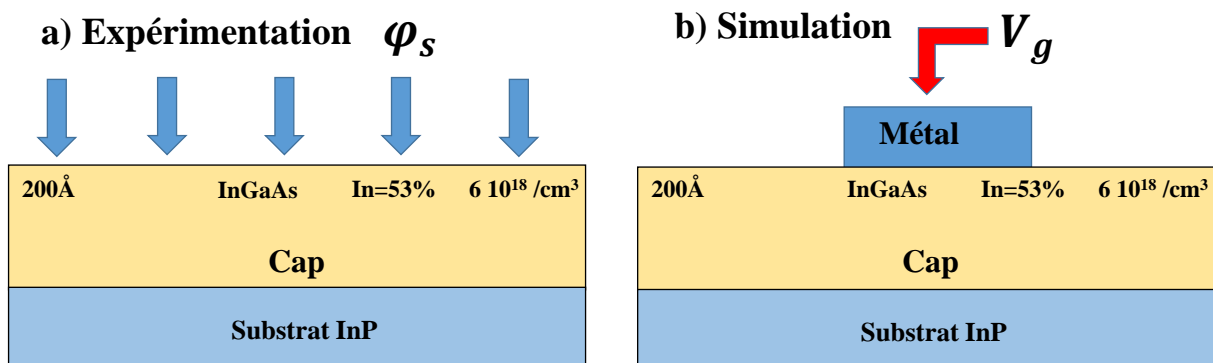 a) Expérimentation φₛ
200Å InGaAs In=53% 6 10¹⁸ /cm³
Cap
Substrat InP
b) Simulation V_g
Métal
200Å InGaAs In=53% 6 10¹⁸ /cm³
Cap
Substrat InP